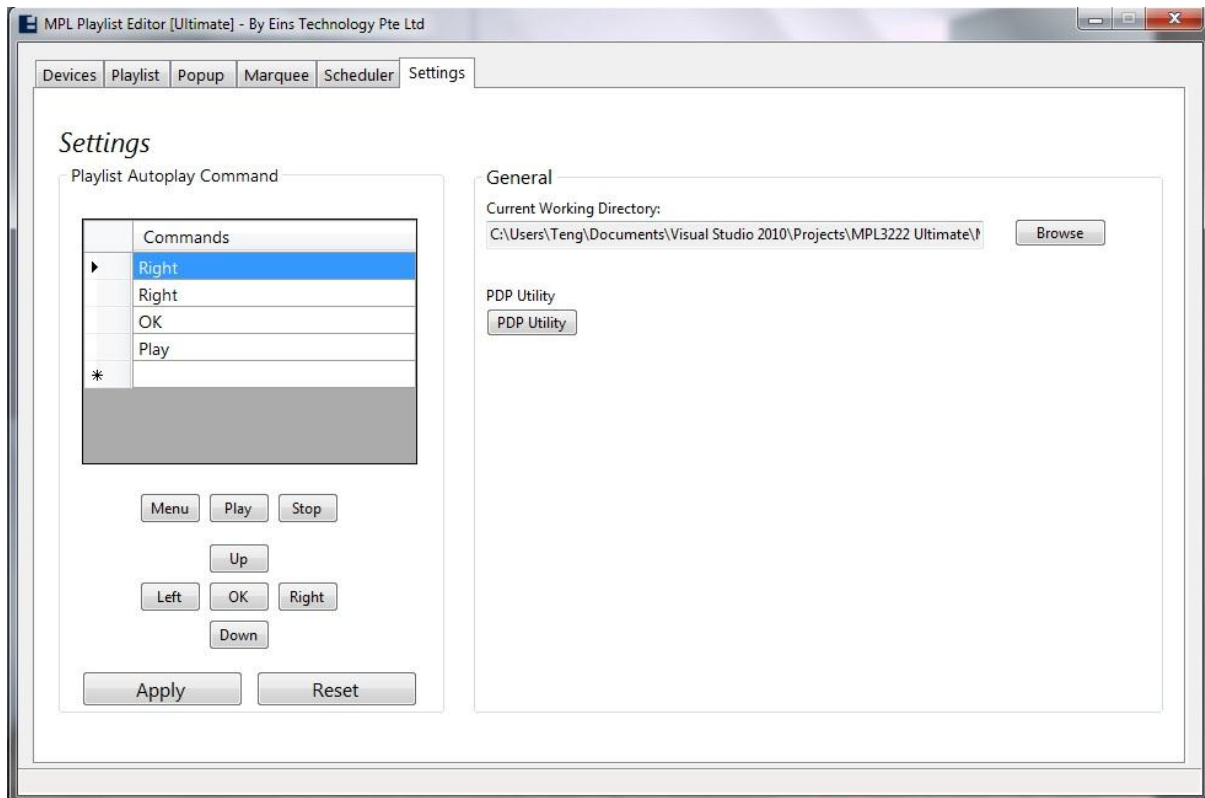 MPL Playlist Editor [Ultimate] - By Eins Technology Pte Ltd
Devices Playlist Popup Marquee Scheduler Settings
Settings
Playlist Autoplay Command
Commands
Right
Right
OK
Play
Menu Play Stop
Up
Left OK Right
Down
Apply Reset
General
Current Working Directory:
C:\Users\Teng\Documents\Visual Studio 2010\Projects\MPL3222 Ultimate\ Browse
PDP Utility
PDP Utility